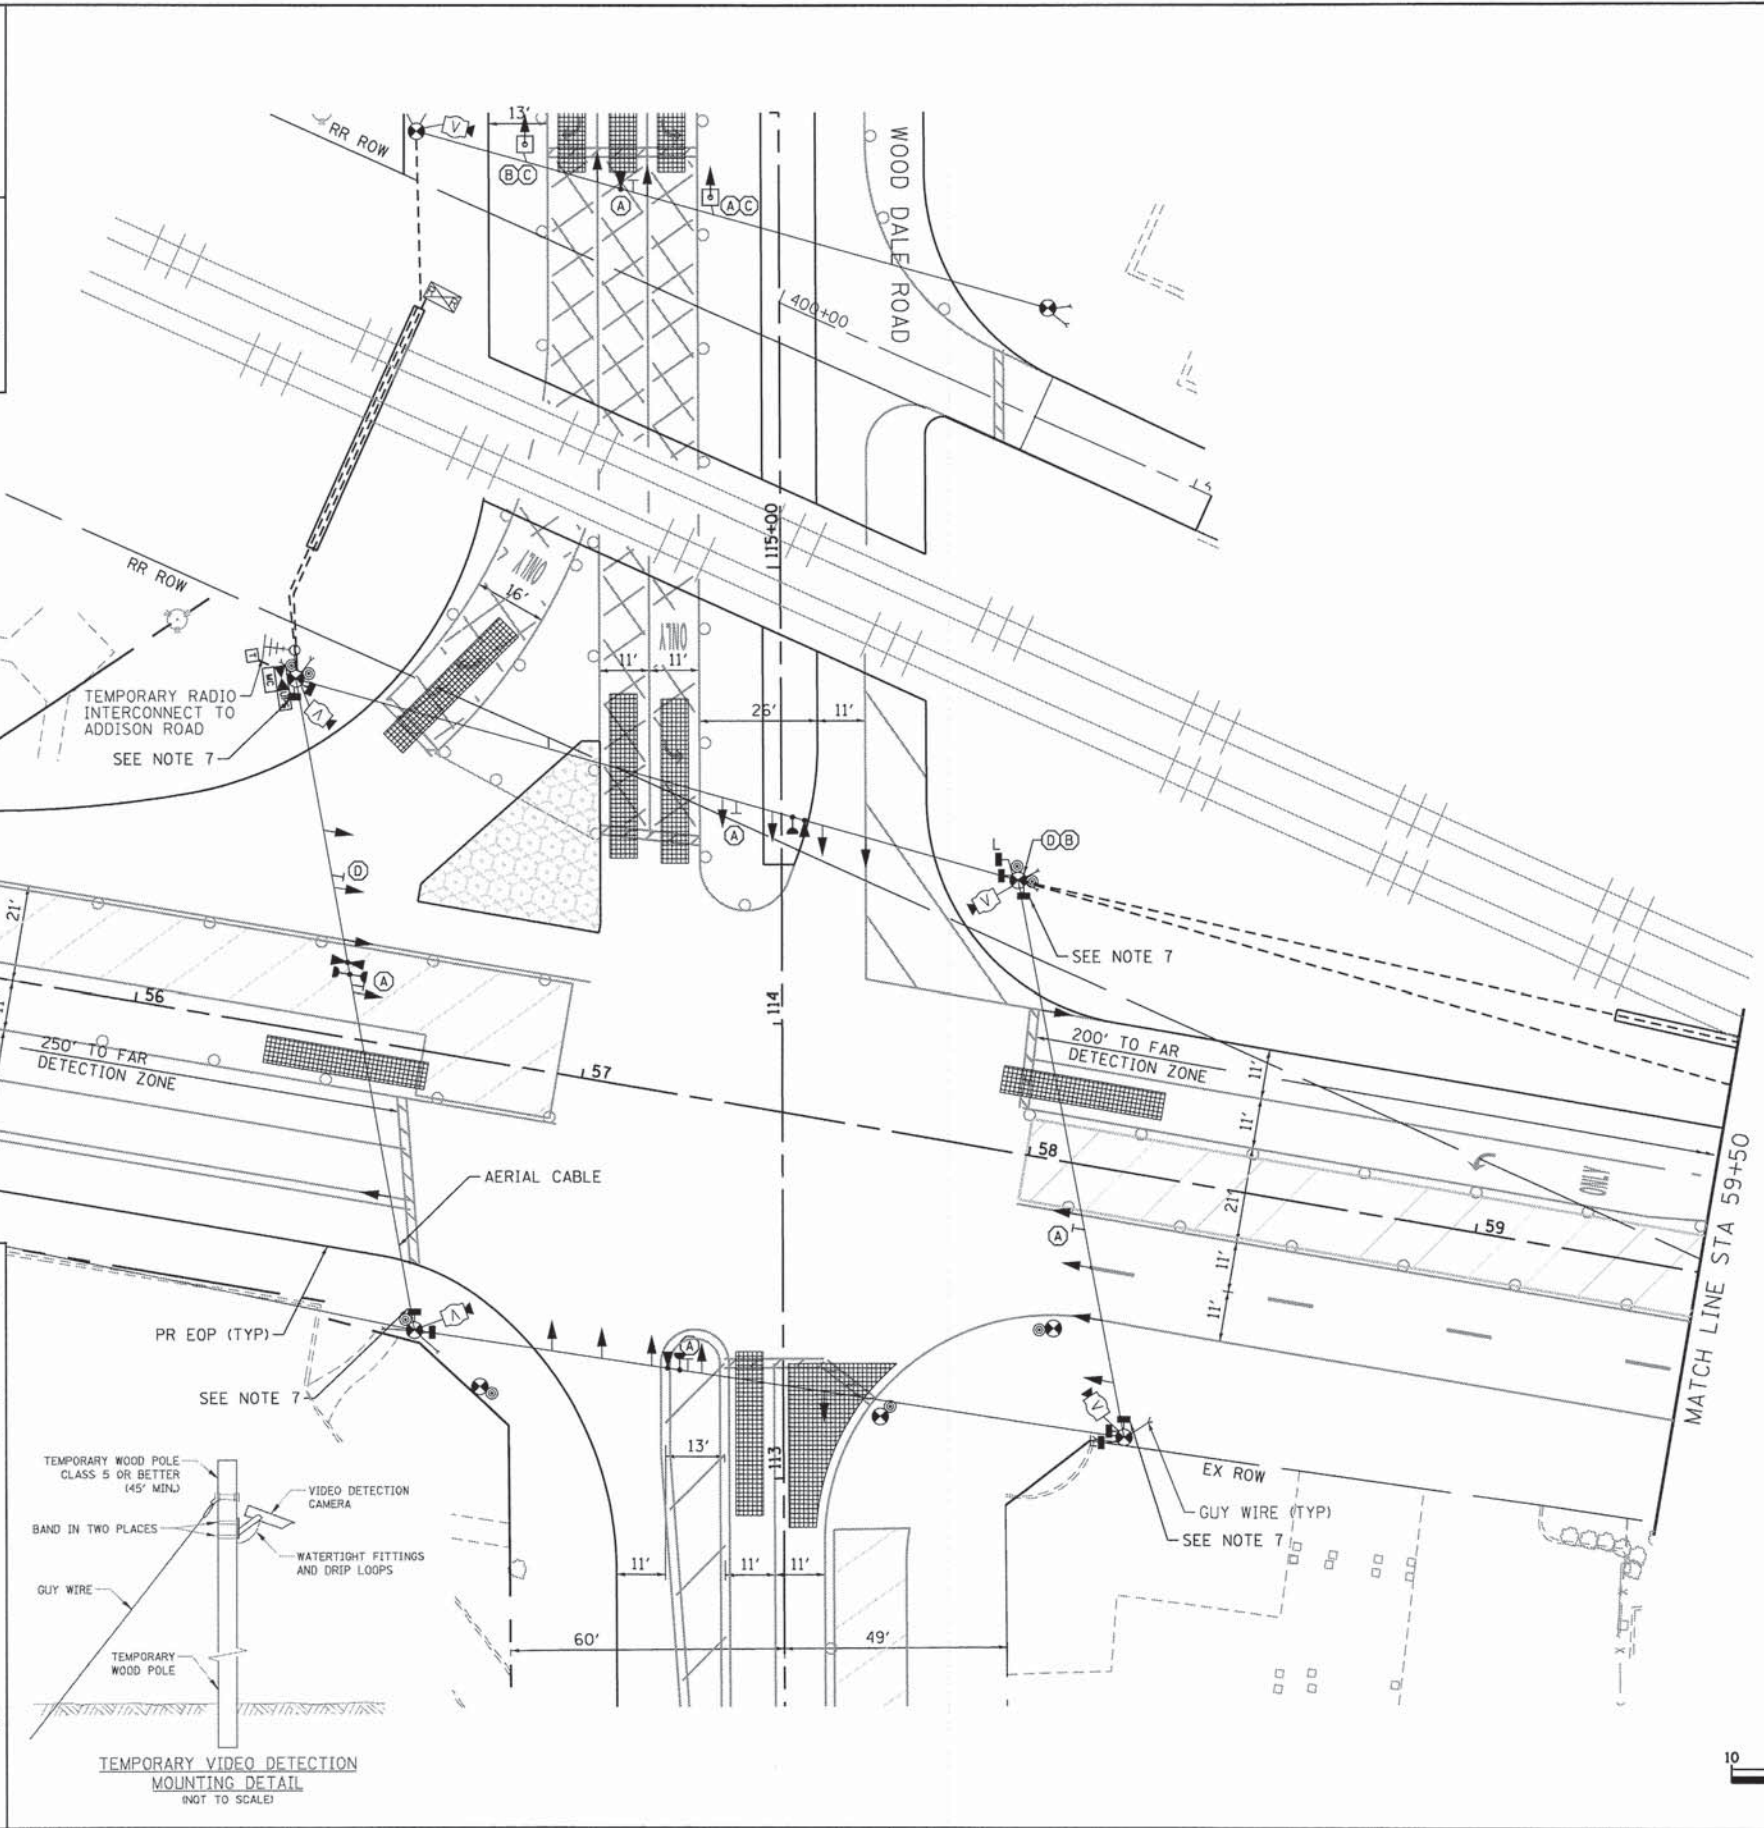 13'
RR ROW
V
B C
A
A C
WOOD DALE ROAD
400+00
115+00
RR ROW
ONLY
16'
ONLY
11'
11'
26'
11'
T
MC
V
TEMPORARY RADIO
INTERCONNECT TO
ADDISON ROAD
SEE NOTE 7
A
D
L
D B
V
SEE NOTE 7
21'
A
56
114
57
250' TO FAR
DETECTION ZONE
200' TO FAR
DETECTION ZONE
11'
11'
58
21'
ONLY
59
A
11'
11'
MATCH LINE STA 59+50
AERIAL CABLE
PR EOP (TYP)
V
SEE NOTE 7
A
V
13'
113
EX ROW
GUY WIRE (TYP)
SEE NOTE 7
11'
11'
11'
60'
49'
TEMPORARY WOOD POLE
CLASS 5 OR BETTER
(45' MIN.)
VIDEO DETECTION
CAMERA
BAND IN TWO PLACES
WATERTIGHT FITTINGS
AND DRIP LOOPS
GUY WIRE
TEMPORARY
WOOD POLE
TEMPORARY VIDEO DETECTION
MOUNTING DETAIL
(NOT TO SCALE)
10